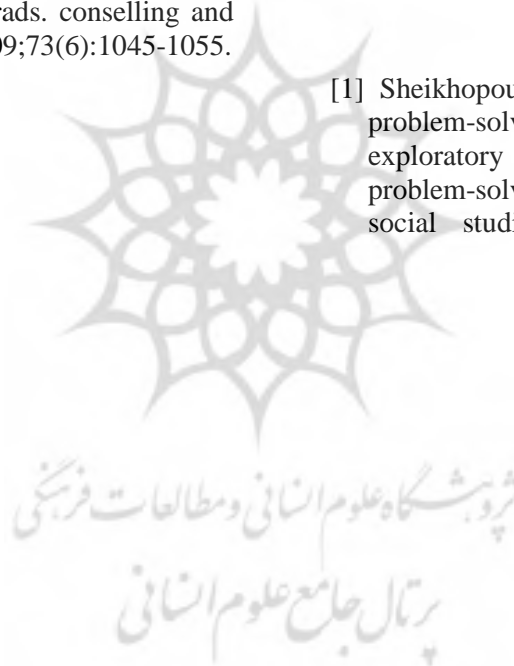 rads. conselling and
09;73(6):1045-1055.
[1] Sheikhopou
problem-solv
exploratory
problem-solv
social studi
پژوهشگاه علوم انسانی و مطالعات فرهنگی
پرتال جامع علوم انسانی